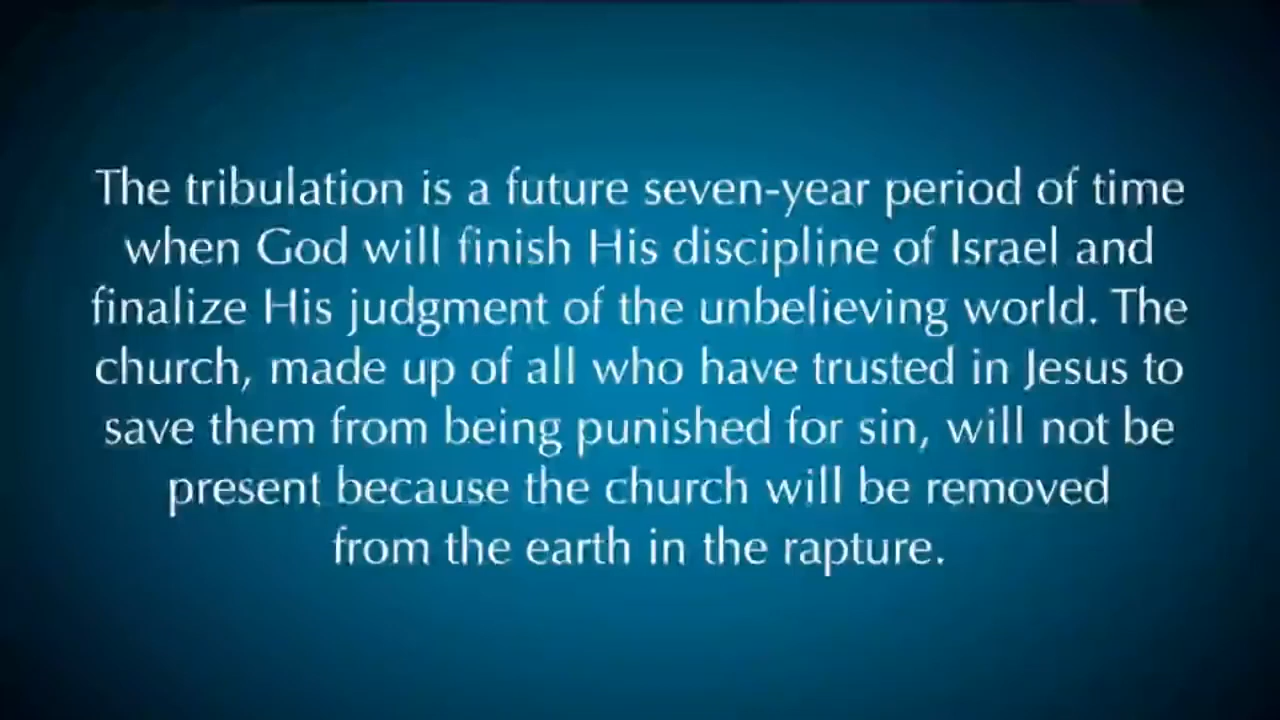 The tribulation is a future seven-year period of time
when God will finish His discipline of Israel and
finalize His judgment of the unbelieving world. The
church, made up of all who have trusted in Jesus to
save them from being punished for sin, will not be
present because the church will be removed
from the earth in the rapture.